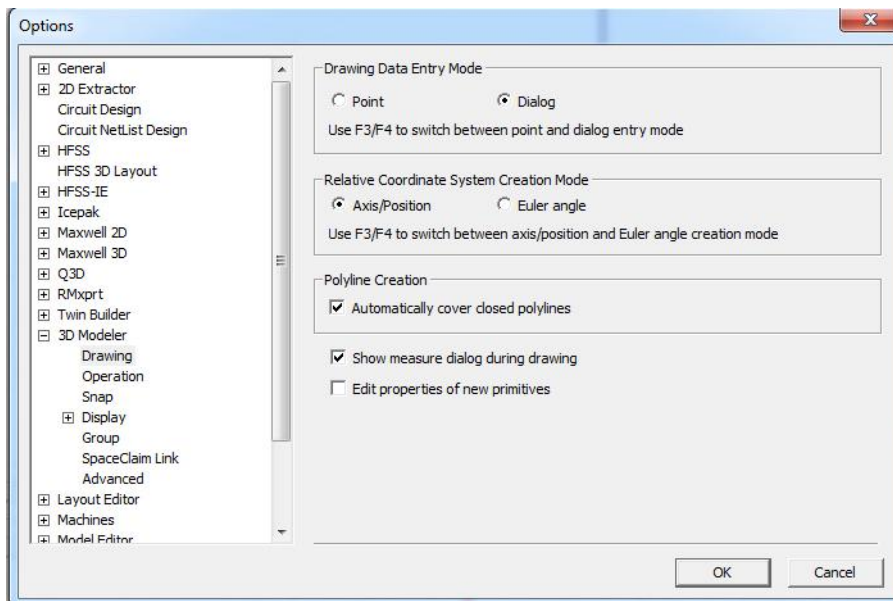 Options
General
2D Extractor
Circuit Design
Circuit NetList Design
HFSS
HFSS 3D Layout
HFSS-IE
Icepak
Maxwell 2D
Maxwell 3D
Q3D
RMxprt
Twin Builder
3D Modeler
Drawing
Operation
Snap
Display
Group
SpaceClaim Link
Advanced
Layout Editor
Machines
Model Editor
Drawing Data Entry Mode
Point Dialog
Use F3/F4 to switch between point and dialog entry mode
Relative Coordinate System Creation Mode
Axis/Position Euler angle
Use F3/F4 to switch between axis/position and Euler angle creation mode
Polyline Creation
Automatically cover closed polylines
Show measure dialog during drawing
Edit properties of new primitives
OK Cancel